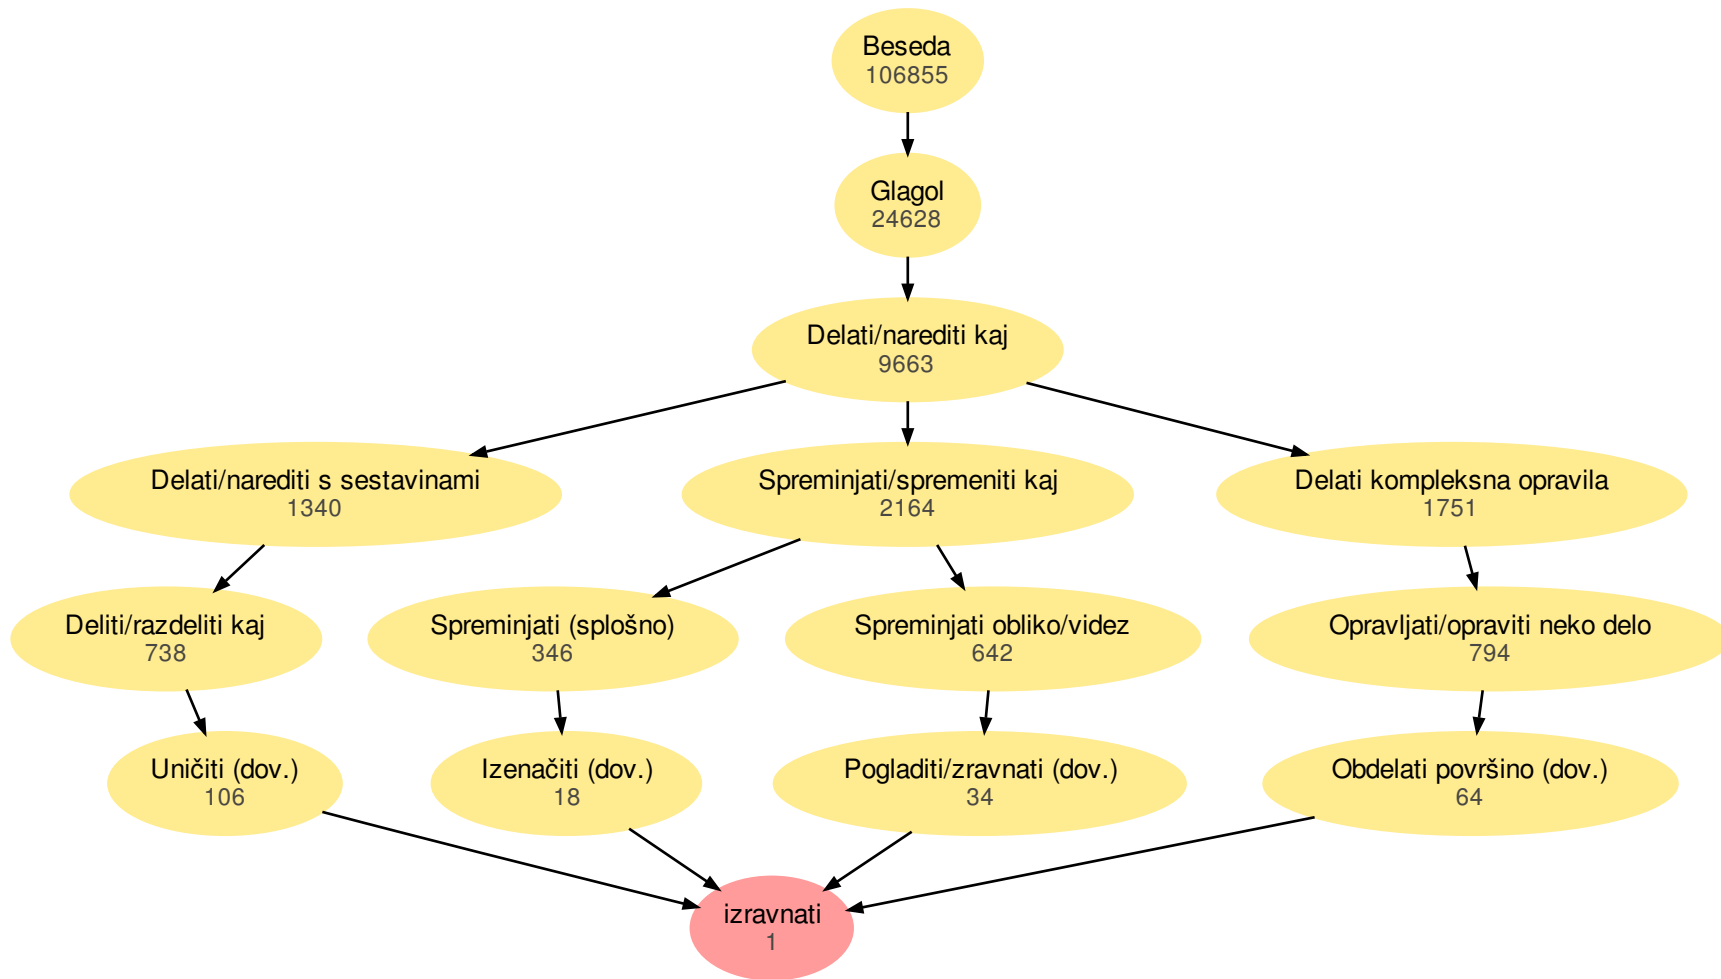 Beseda
106855
Glagol
24628
Delati/narediti kaj
9663
Delati/narediti s sestavinami
1340
Spreminjati/spremeniti kaj
2164
Delati kompleksna opravila
1751
Deliti/razdeliti kaj
738
Spreminjati (splošno)
346
Spreminjati obliko/videz
642
Opravljati/opraviti neko delo
794
Uničiti (dov.)
106
Izenačiti (dov.)
18
Pogladiti/zravnati (dov.)
34
Obdelati površino (dov.)
64
izravnati
1